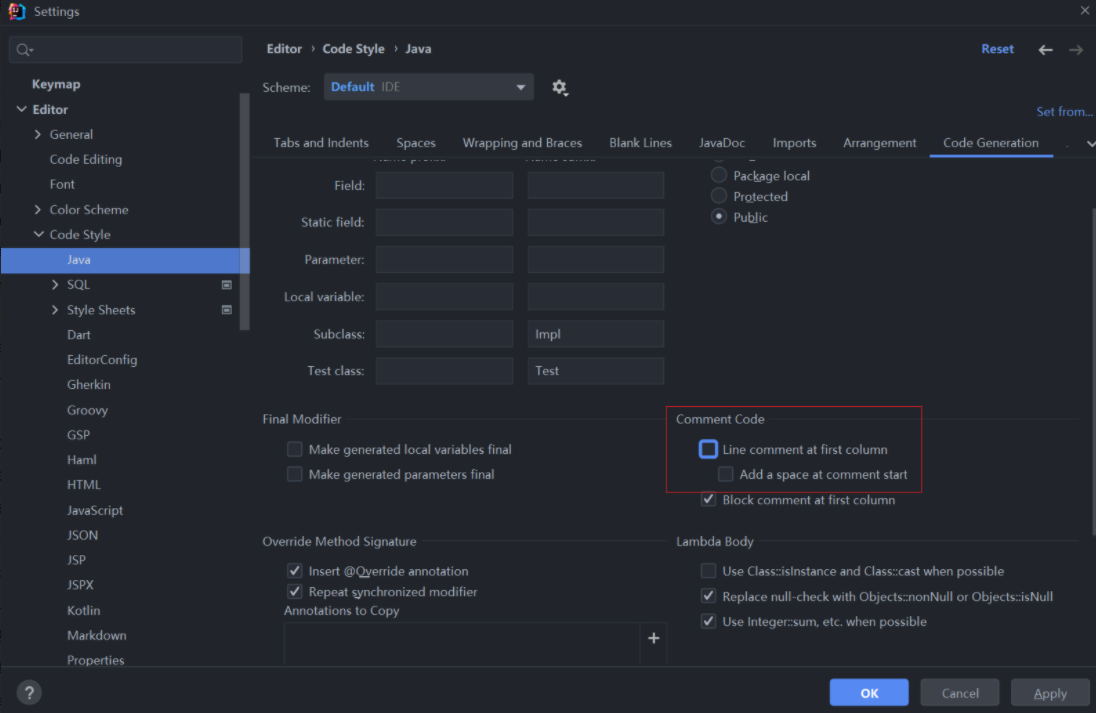 Settings
Editor › Code Style › Java
Reset
Keymap
Scheme: Default IDE
Editor
Set from...
General
Tabs and Indents Spaces Wrapping and Braces Blank Lines JavaDoc Imports Arrangement Code Generation
Code Editing
Font
Color Scheme
Code Style
Java
SQL
Style Sheets
Dart
EditorConfig
Gherkin
Groovy
GSP
Haml
HTML
JavaScript
JSON
JSP
JSPX
Kotlin
Markdown
Properties
Field:
Static field:
Parameter:
Local variable:
Subclass: Impl
Test class: Test
Package local
Protected
Public
Final Modifier
Make generated local variables final
Make generated parameters final
Comment Code
Line comment at first column
Add a space at comment start
Block comment at first column
Override Method Signature
Insert @Override annotation
Repeat synchronized modifier
Annotations to Copy
Lambda Body
Use Class::isInstance and Class::cast when possible
Replace null-check with Objects::nonNull or Objects::isNull
Use Integer::sum, etc. when possible
?
OK Cancel Apply